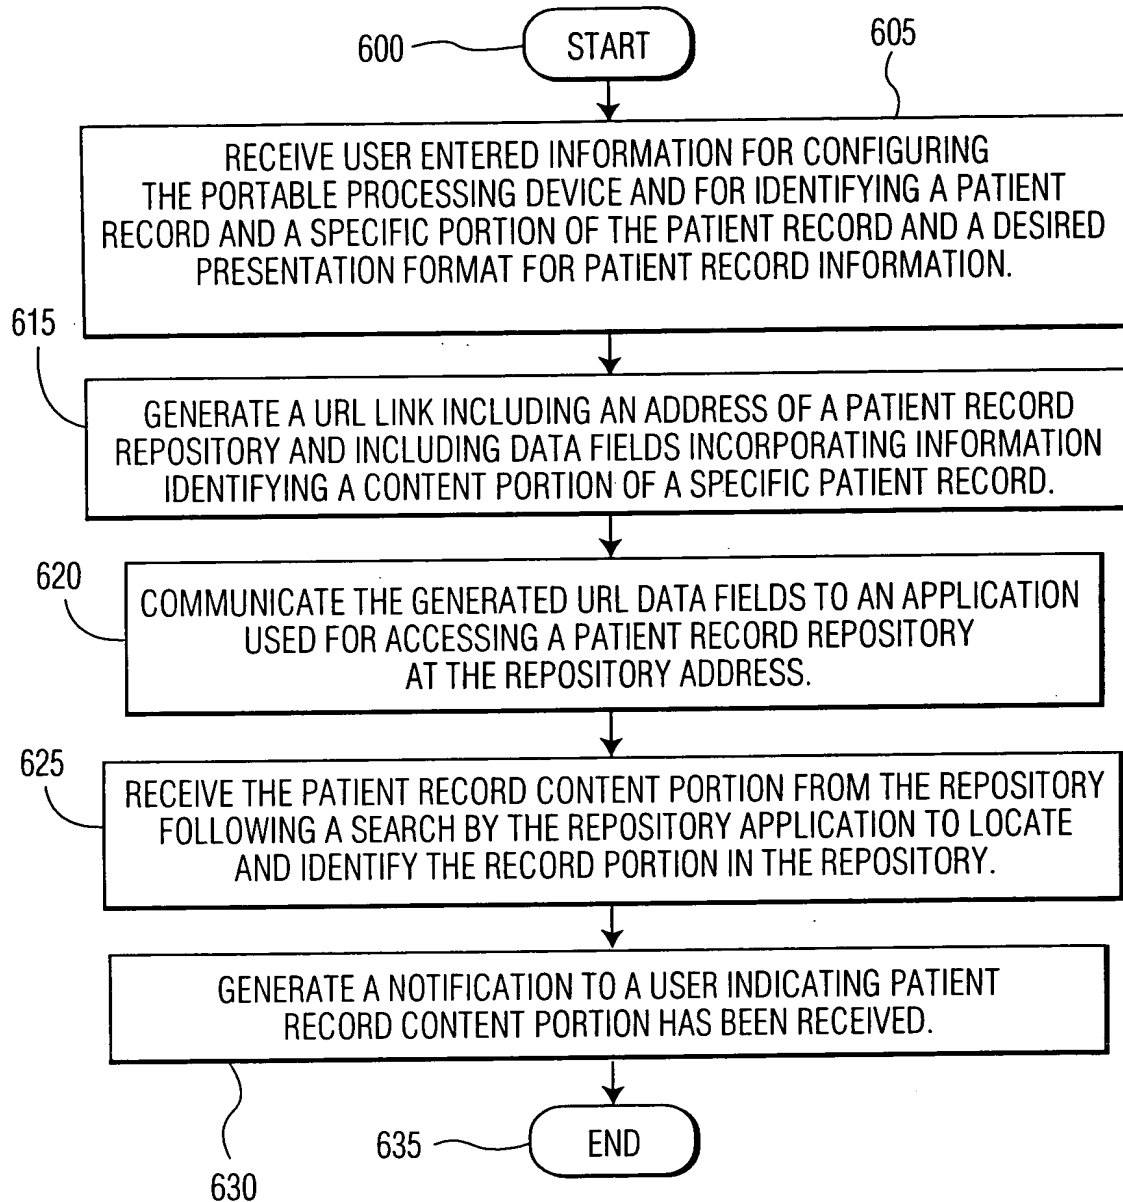 600
START
605
RECEIVE USER ENTERED INFORMATION FOR CONFIGURING
THE PORTABLE PROCESSING DEVICE AND FOR IDENTIFYING A PATIENT
RECORD AND A SPECIFIC PORTION OF THE PATIENT RECORD AND A DESIRED
PRESENTATION FORMAT FOR PATIENT RECORD INFORMATION.
615
GENERATE A URL LINK INCLUDING AN ADDRESS OF A PATIENT RECORD
REPOSITORY AND INCLUDING DATA FIELDS INCORPORATING INFORMATION
IDENTIFYING A CONTENT PORTION OF A SPECIFIC PATIENT RECORD.
620
COMMUNICATE THE GENERATED URL DATA FIELDS TO AN APPLICATION
USED FOR ACCESSING A PATIENT RECORD REPOSITORY
AT THE REPOSITORY ADDRESS.
625
RECEIVE THE PATIENT RECORD CONTENT PORTION FROM THE REPOSITORY
FOLLOWING A SEARCH BY THE REPOSITORY APPLICATION TO LOCATE
AND IDENTIFY THE RECORD PORTION IN THE REPOSITORY.
GENERATE A NOTIFICATION TO A USER INDICATING PATIENT
RECORD CONTENT PORTION HAS BEEN RECEIVED.
630
635
END